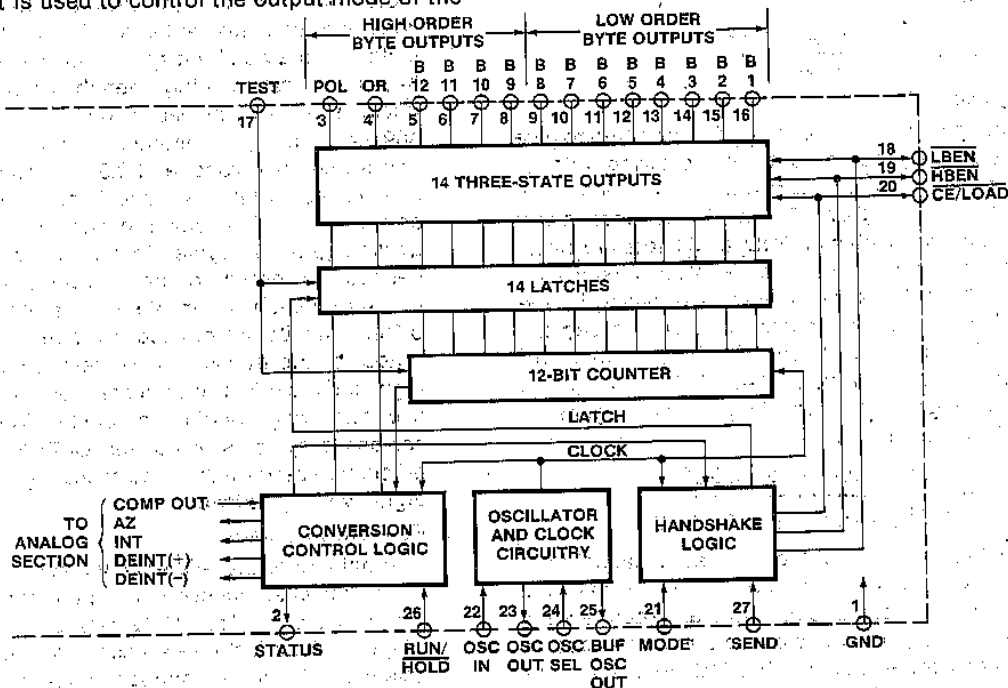 t is used to control the output mode of the
HIGH ORDER BYTE OUTPUTS
LOW ORDER BYTE OUTPUTS
B B B B B B B B B B B B
TEST POL OR 12 11 10 9 8 7 6 5 4 3 2 1
17 3 4 5 6 7 8 9 10 11 12 13 14 15 16
14 THREE-STATE OUTPUTS
18 LBEN
19 HBEN
20 CE/LOAD
14 LATCHES
12-BIT COUNTER
LATCH
CLOCK
TO ANALOG SECTION
COMP OUT
AZ
INT
DEINT(+)
DEINT(−)
CONVERSION CONTROL LOGIC
OSCILLATOR AND CLOCK CIRCUITRY
HANDSHAKE LOGIC
2 26 22 23 24 25 21 27 1
STATUS
RUN/HOLD
OSC IN
OSC OUT
OSC SEL
BUF OSC OUT
MODE
SEND
GND